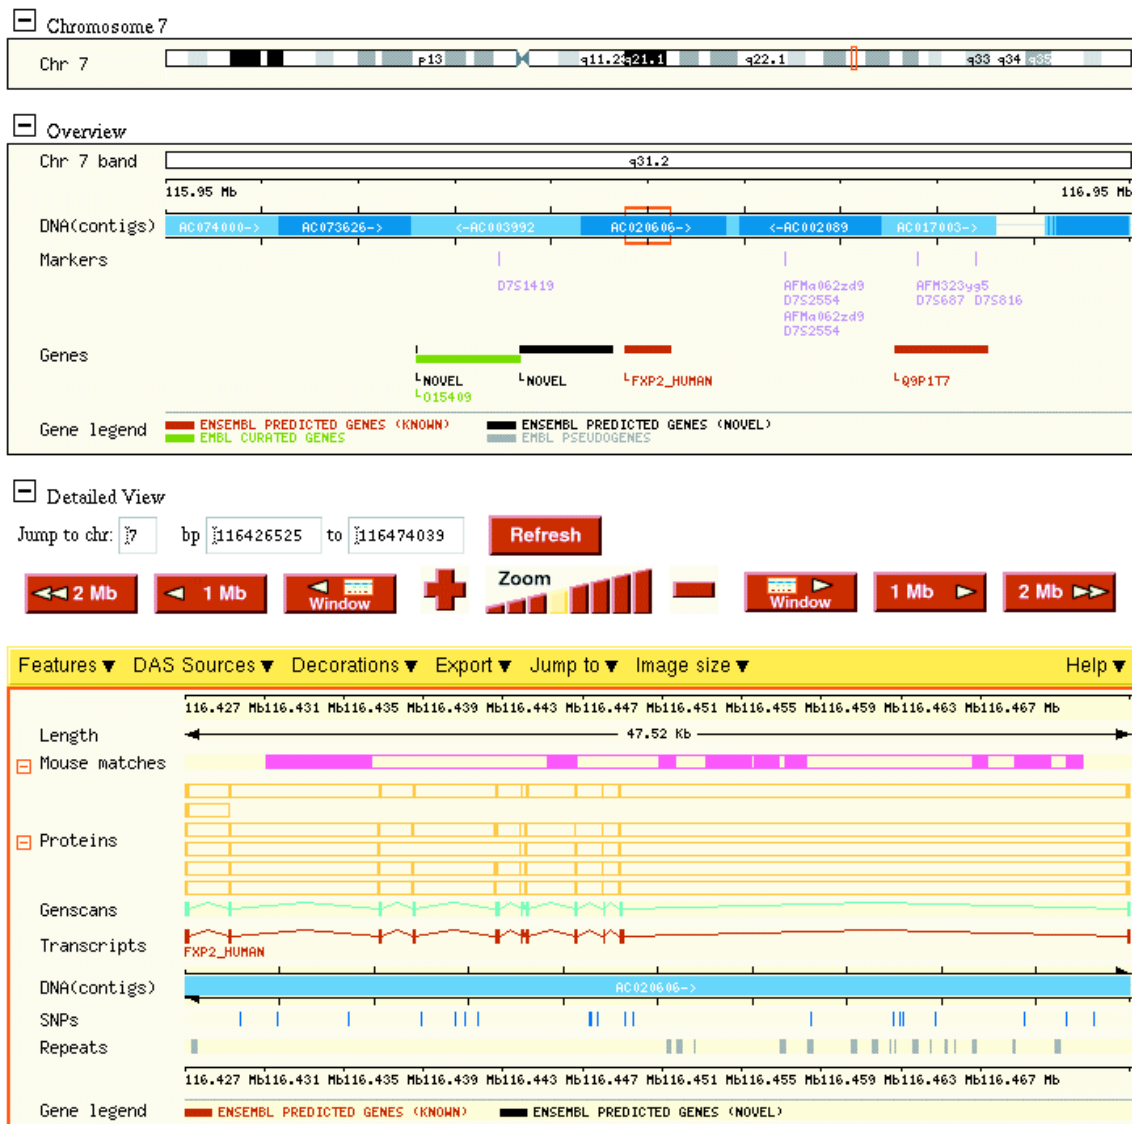 Chromosome 7
Chr 7 p13 q11.23 q21.1 q22.1 q33 q34 q35
Overview
Chr 7 band q31.2
115.95 Mb 116.95 Mb
DNA(contigs) AC074000-> AC073626-> <-AC003992 AC020606-> <-AC002089 AC017003->
Markers
D7S1419 AFMa062zd9 AFM323yg5
D7S2554 D7S687 D7S816
AFMa062zd9
D7S2554
Genes
NOVEL NOVEL FXP2_HUMAN Q9P1T7
O15409
Gene legend ENSEMBL PREDICTED GENES (KNOWN) ENSEMBL PREDICTED GENES (NOVEL)
EMBL CURATED GENES EMBL PSEUDOGENES
Detailed View
Jump to chr: 7 bp 116426525 to 116474039 Refresh
2 Mb 1 Mb Window Zoom Window 1 Mb 2 Mb
Features DAS Sources Decorations Export Jump to Image size Help
116.427 Mb116.431 Mb116.435 Mb116.439 Mb116.443 Mb116.447 Mb116.451 Mb116.455 Mb116.459 Mb116.463 Mb116.467 Mb
Length 47.52 Kb
Mouse matches
Proteins
Genscans
Transcripts
FXP2_HUMAN
DNA(contigs) AC020606->
SNPs
Repeats
116.427 Mb116.431 Mb116.435 Mb116.439 Mb116.443 Mb116.447 Mb116.451 Mb116.455 Mb116.459 Mb116.463 Mb116.467 Mb
Gene legend ENSEMBL PREDICTED GENES (KNOWN) ENSEMBL PREDICTED GENES (NOVEL)